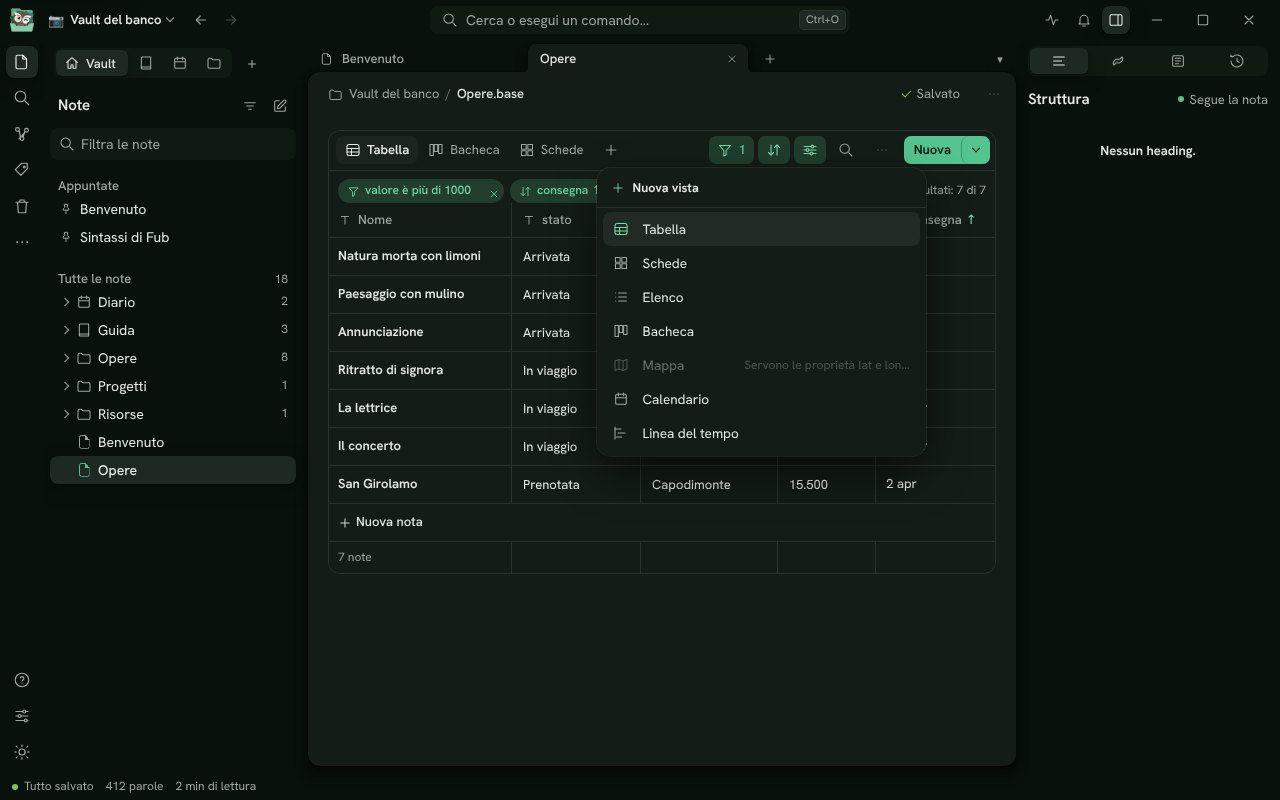 Vault del banco
Cerca o esegui un comando...
Ctrl+O
Vault
Benvenuto
Opere
Note
Filtra le note
Appuntate
Benvenuto
Sintassi di Fub
Tutte le note 18
Diario 2
Guida 3
Opere 8
Progetti 1
Risorse 1
Benvenuto
Opere
Vault del banco / Opere.base
Salvato
Tabella
Bacheca
Schede
1
Nuova
valore è più di 1000
consegna 1
ultati: 7 di 7
Nome
stato
segna
Natura morta con limoni Arrivata
Paesaggio con mulino Arrivata
Annunciazione Arrivata
Ritratto di signora In viaggio
La lettrice In viaggio
Il concerto In viaggio
San Girolamo Prenotata Capodimonte 15.500 2 apr
Nuova nota
7 note
Nuova vista
Tabella
Schede
Elenco
Bacheca
Mappa Servono le proprietà lat e lon...
Calendario
Linea del tempo
Struttura
Segue la nota
Nessun heading.
Tutto salvato 412 parole 2 min di lettura